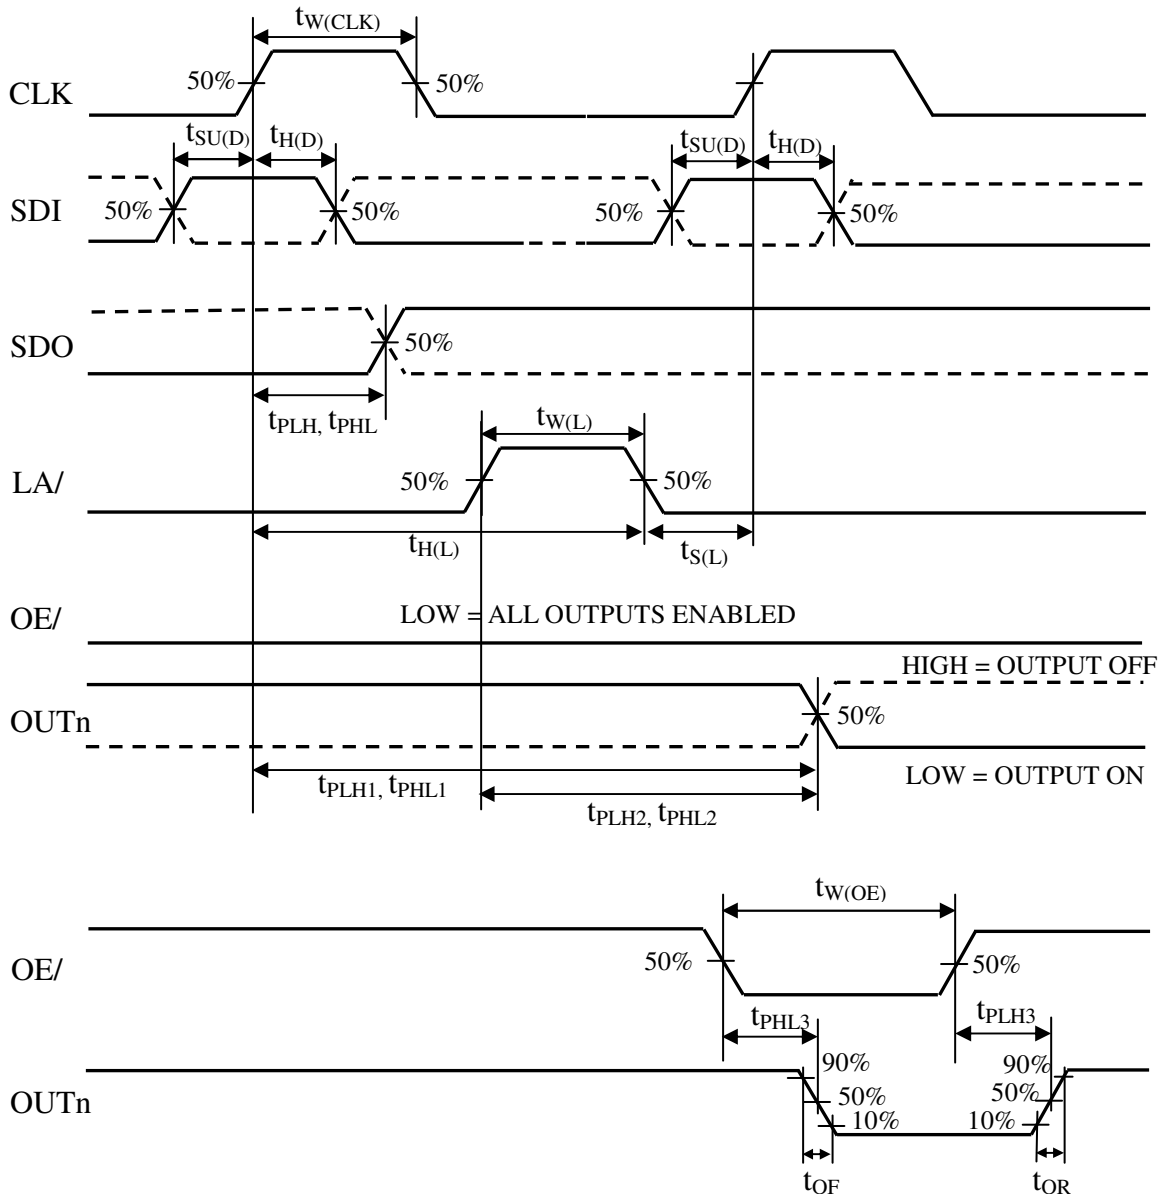 tW(CLK)
CLK
50%
50%
tSU(D)
tH(D)
tSU(D)
tH(D)
SDI
50%
50%
50%
50%
SDO
50%
tPLH, tPHL
tW(L)
LA/
50%
50%
tH(L)
tS(L)
OE/
LOW = ALL OUTPUTS ENABLED
HIGH = OUTPUT OFF
OUTn
50%
LOW = OUTPUT ON
tPLH1, tPHL1
tPLH2, tPHL2
tW(OE)
OE/
50%
50%
tPHL3
tPLH3
90%
90%
OUTn
50%
50%
10%
10%
tOF
tOR